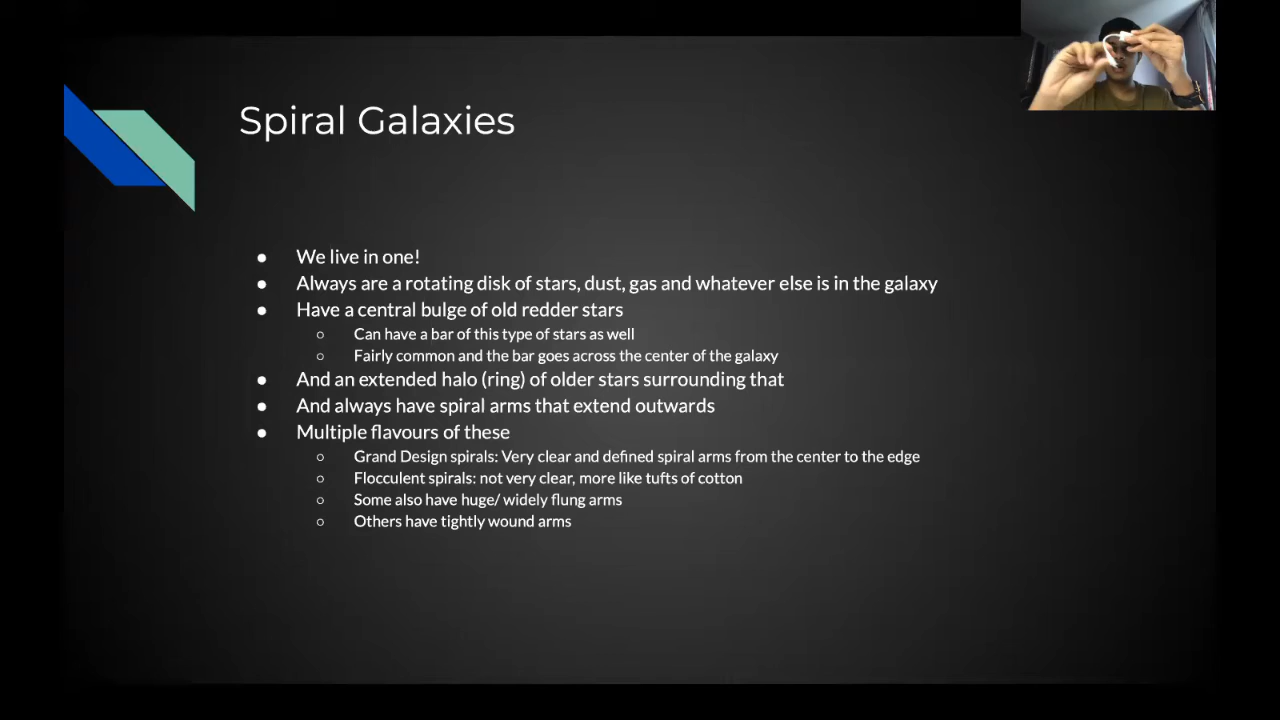 Spiral Galaxies
● We live in one!
● Always are a rotating disk of stars, dust, gas and whatever else is in the galaxy
● Have a central bulge of old redder stars
○ Can have a bar of this type of stars as well
○ Fairly common and the bar goes across the center of the galaxy
● And an extended halo (ring) of older stars surrounding that
● And always have spiral arms that extend outwards
● Multiple flavours of these
○ Grand Design spirals: Very clear and defined spiral arms from the center to the edge
○ Flocculent spirals: not very clear, more like tufts of cotton
○ Some also have huge/ widely flung arms
○ Others have tightly wound arms